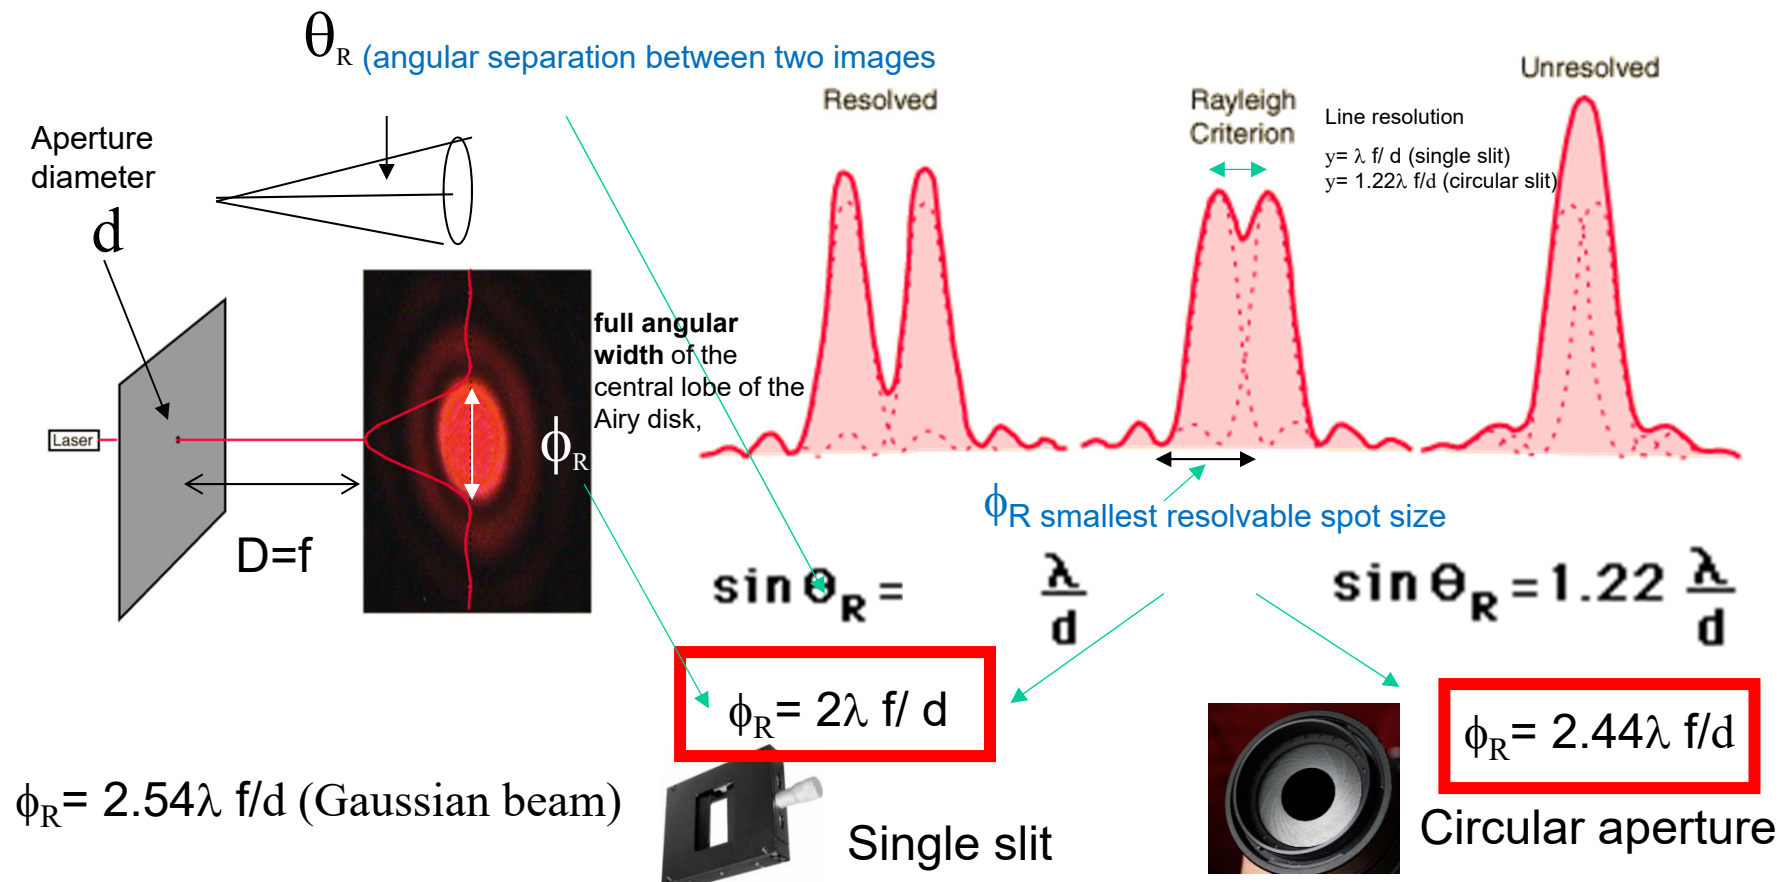 θR (angular separation between two images
Aperture
diameter
d
Laser
D=f
full angular
width of the
central lobe of the
Airy disk,
ϕR
Resolved
Rayleigh
Criterion
Unresolved
Line resolution
y= λ f/ d (single slit)
y= 1.22λ f/d (circular slit)
ϕR smallest resolvable spot size
sin θR = λ/d
sin θR = 1.22 λ/d
ϕR= 2λ f/ d
ϕR= 2.44λ f/d
ϕR= 2.54λ f/d (Gaussian beam)
Single slit
Circular aperture